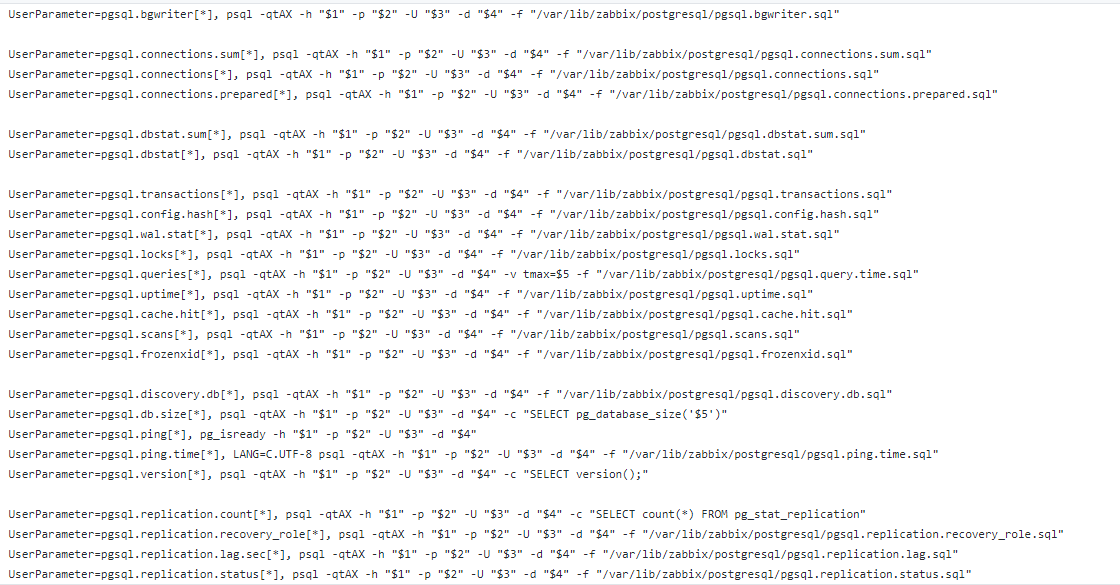 UserParameter=pgsql.bgwriter[*], psql -qtAX -h "$1" -p "$2" -U "$3" -d "$4" -f "/var/lib/zabbix/postgresql/pgsql.bgwriter.sql"
UserParameter=pgsql.connections.sum[*], psql -qtAX -h "$1" -p "$2" -U "$3" -d "$4" -f "/var/lib/zabbix/postgresql/pgsql.connections.sum.sql"
UserParameter=pgsql.connections[*], psql -qtAX -h "$1" -p "$2" -U "$3" -d "$4" -f "/var/lib/zabbix/postgresql/pgsql.connections.sql"
UserParameter=pgsql.connections.prepared[*], psql -qtAX -h "$1" -p "$2" -U "$3" -d "$4" -f "/var/lib/zabbix/postgresql/pgsql.connections.prepared.sql"
UserParameter=pgsql.dbstat.sum[*], psql -qtAX -h "$1" -p "$2" -U "$3" -d "$4" -f "/var/lib/zabbix/postgresql/pgsql.dbstat.sum.sql"
UserParameter=pgsql.dbstat[*], psql -qtAX -h "$1" -p "$2" -U "$3" -d "$4" -f "/var/lib/zabbix/postgresql/pgsql.dbstat.sql"
UserParameter=pgsql.transactions[*], psql -qtAX -h "$1" -p "$2" -U "$3" -d "$4" -f "/var/lib/zabbix/postgresql/pgsql.transactions.sql"
UserParameter=pgsql.config.hash[*], psql -qtAX -h "$1" -p "$2" -U "$3" -d "$4" -f "/var/lib/zabbix/postgresql/pgsql.config.hash.sql"
UserParameter=pgsql.wal.stat[*], psql -qtAX -h "$1" -p "$2" -U "$3" -d "$4" -f "/var/lib/zabbix/postgresql/pgsql.wal.stat.sql"
UserParameter=pgsql.locks[*], psql -qtAX -h "$1" -p "$2" -U "$3" -d "$4" -f "/var/lib/zabbix/postgresql/pgsql.locks.sql"
UserParameter=pgsql.queries[*], psql -qtAX -h "$1" -p "$2" -U "$3" -d "$4" -v tmax=$5 -f "/var/lib/zabbix/postgresql/pgsql.query.time.sql"
UserParameter=pgsql.uptime[*], psql -qtAX -h "$1" -p "$2" -U "$3" -d "$4" -f "/var/lib/zabbix/postgresql/pgsql.uptime.sql"
UserParameter=pgsql.cache.hit[*], psql -qtAX -h "$1" -p "$2" -U "$3" -d "$4" -f "/var/lib/zabbix/postgresql/pgsql.cache.hit.sql"
UserParameter=pgsql.scans[*], psql -qtAX -h "$1" -p "$2" -U "$3" -d "$4" -f "/var/lib/zabbix/postgresql/pgsql.scans.sql"
UserParameter=pgsql.frozenxid[*], psql -qtAX -h "$1" -p "$2" -U "$3" -d "$4" -f "/var/lib/zabbix/postgresql/pgsql.frozenxid.sql"
UserParameter=pgsql.discovery.db[*], psql -qtAX -h "$1" -p "$2" -U "$3" -d "$4" -f "/var/lib/zabbix/postgresql/pgsql.discovery.db.sql"
UserParameter=pgsql.db.size[*], psql -qtAX -h "$1" -p "$2" -U "$3" -d "$4" -c "SELECT pg_database_size('$5')"
UserParameter=pgsql.ping[*], pg_isready -h "$1" -p "$2" -U "$3" -d "$4"
UserParameter=pgsql.ping.time[*], LANG=C.UTF-8 psql -qtAX -h "$1" -p "$2" -U "$3" -d "$4" -f "/var/lib/zabbix/postgresql/pgsql.ping.time.sql"
UserParameter=pgsql.version[*], psql -qtAX -h "$1" -p "$2" -U "$3" -d "$4" -c "SELECT version();"
UserParameter=pgsql.replication.count[*], psql -qtAX -h "$1" -p "$2" -U "$3" -d "$4" -c "SELECT count(*) FROM pg_stat_replication"
UserParameter=pgsql.replication.recovery_role[*], psql -qtAX -h "$1" -p "$2" -U "$3" -d "$4" -f "/var/lib/zabbix/postgresql/pgsql.replication.recovery_role.sql"
UserParameter=pgsql.replication.lag.sec[*], psql -qtAX -h "$1" -p "$2" -U "$3" -d "$4" -f "/var/lib/zabbix/postgresql/pgsql.replication.lag.sql"
UserParameter=pgsql.replication.status[*], psql -qtAX -h "$1" -p "$2" -U "$3" -d "$4" -f "/var/lib/zabbix/postgresql/pgsql.replication.status.sql"